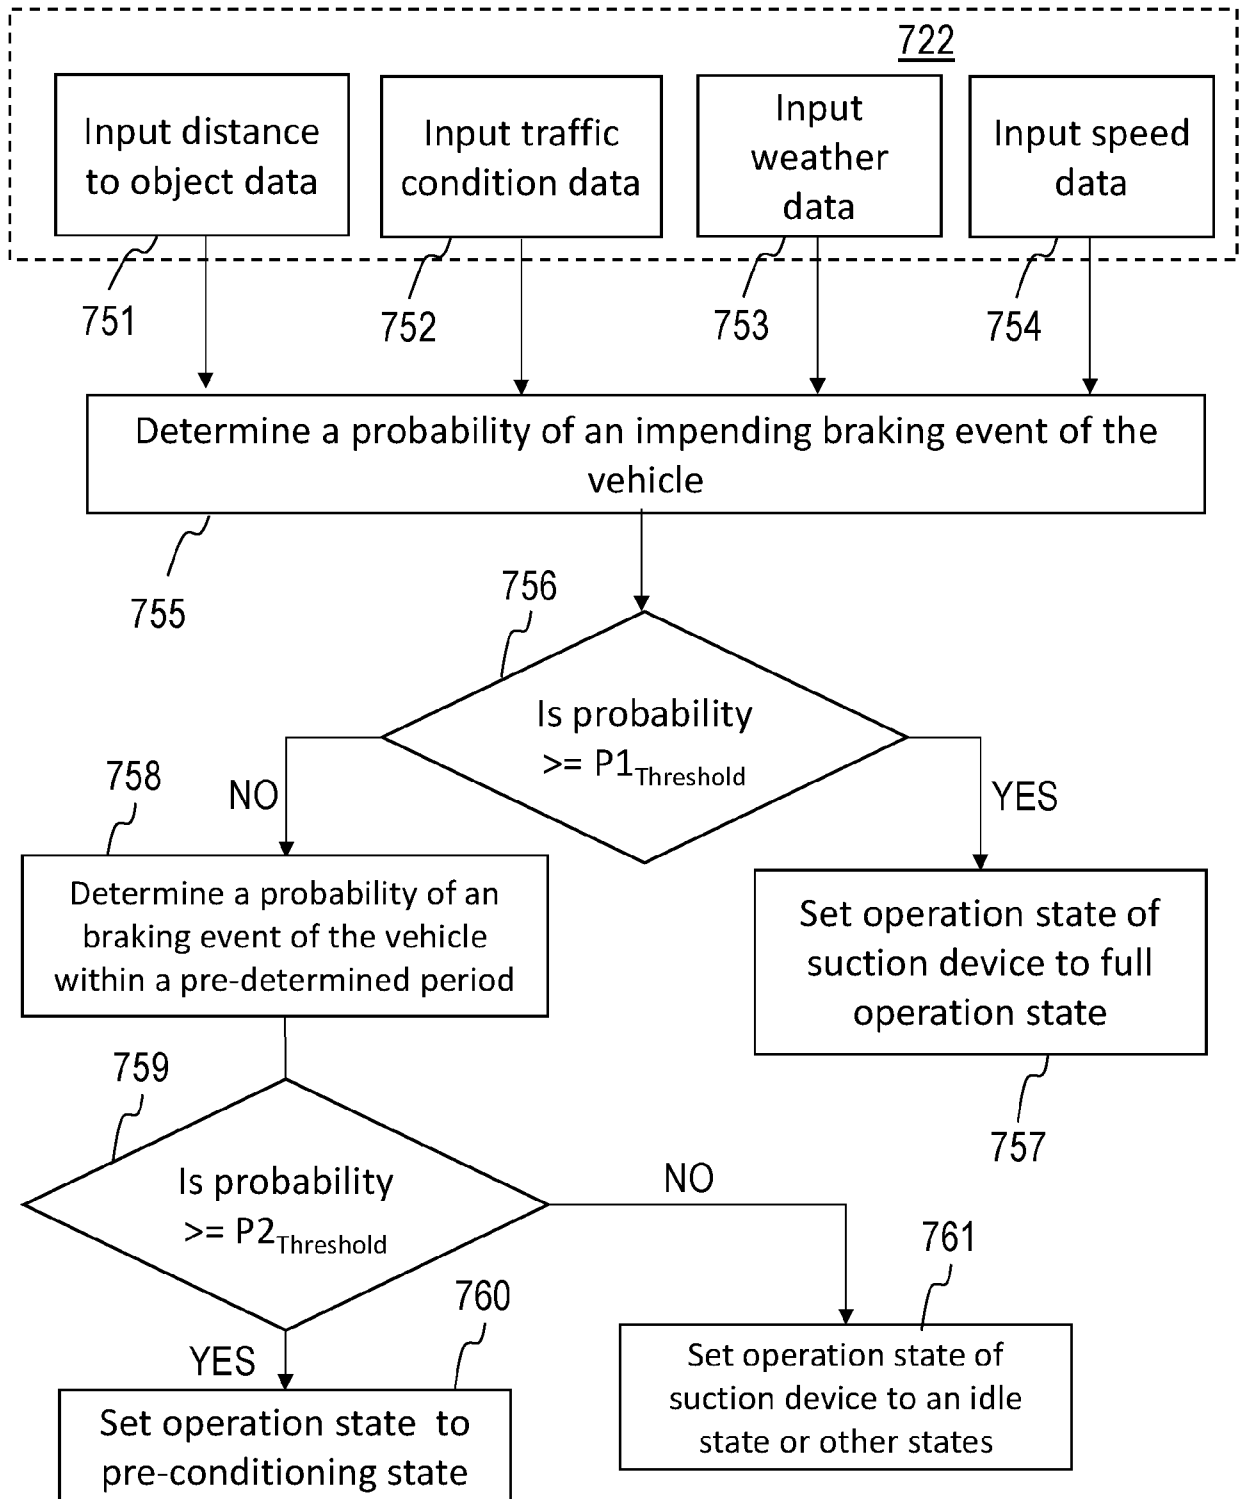 722
Input distance
to object data
Input traffic
condition data
Input
weather
data
Input speed
data
751
752
753
754
Determine a probability of an impending braking event of the
vehicle
755
756
Is probability
>= P1Threshold
NO
YES
758
Determine a probability of an
braking event of the vehicle
within a pre-determined period
Set operation state of
suction device to full
operation state
757
759
Is probability
>= P2Threshold
NO
YES
760
761
Set operation state to
pre-conditioning state
Set operation state of
suction device to an idle
state or other states